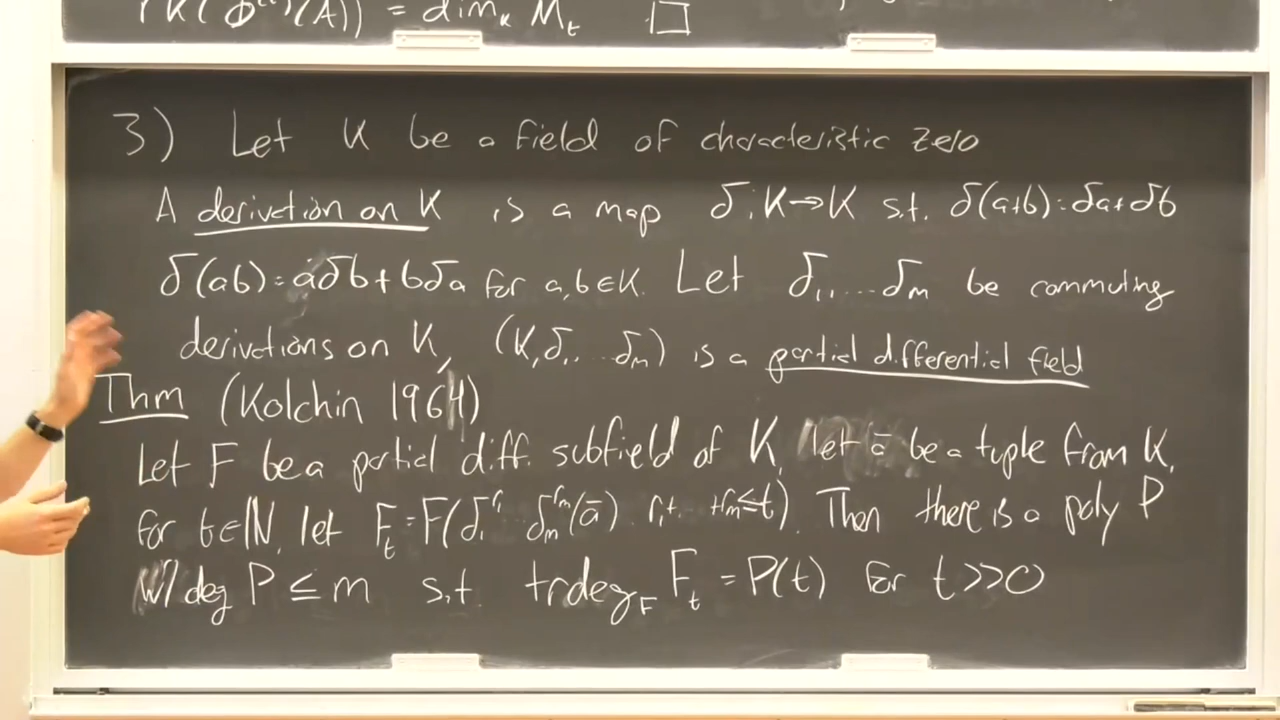 (K(Φ^(t)(A)) = dim_K M_t □
3) Let K be a field of characteristic zero
A derivation on K is a map δ: K→K s.t. δ(a+b)=δa+δb
δ(ab)=aδb+bδa for a,b∈K. Let δ₁,...δₘ be commuting
derivations on K, (K,δ₁,...δₘ) is a partial differential field
Thm (Kolchin 1964)
Let F be a partial diff. subfield of K, let ā be a tuple from K,
for t∈ℕ, let F_t=F(δ₁^{r₁}...δₘ^{rₘ}(ā): r₁+...+rₘ≤t). Then there is a poly P
w/ deg P ≤ m s.t. trdeg_F F_t = P(t) for t>>0